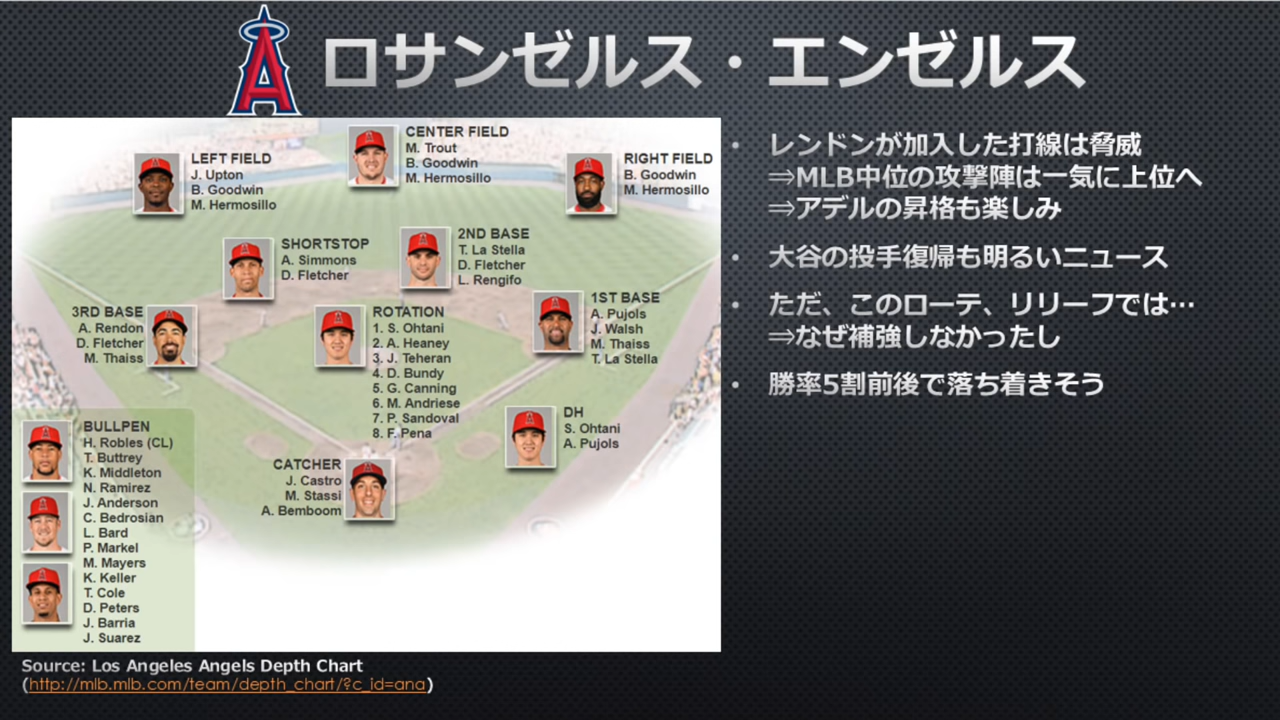 ロサンゼルス・エンゼルス
CENTER FIELD
M. Trout
B. Goodwin
M. Hermosillo
LEFT FIELD
J. Upton
B. Goodwin
M. Hermosillo
RIGHT FIELD
B. Goodwin
M. Hermosillo
SHORTSTOP
A. Simmons
D. Fletcher
2ND BASE
T. La Stella
D. Fletcher
L. Rengifo
3RD BASE
A. Rendon
D. Fletcher
M. Thaiss
ROTATION
1. S. Ohtani
2. A. Heaney
3. J. Teheran
4. D. Bundy
5. G. Canning
6. M. Andriese
7. P. Sandoval
8. F. Pena
1ST BASE
A. Pujols
J. Walsh
M. Thaiss
T. La Stella
BULLPEN
H. Robles (CL)
T. Buttrey
K. Middleton
N. Ramirez
J. Anderson
C. Bedrosian
L. Bard
P. Markel
M. Mayers
K. Keller
T. Cole
D. Peters
J. Barria
J. Suarez
CATCHER
J. Castro
M. Stassi
A. Bemboom
DH
S. Ohtani
A. Pujols
Source: Los Angeles Angels Depth Chart
(http://mlb.mlb.com/team/depth_chart/?c_id=ana)
• レンドンが加入した打線は脅威
⇒MLB中位の攻撃陣は一気に上位へ
⇒アデルの昇格も楽しみ
• 大谷の投手復帰も明るいニュース
• ただ、このローテ、リリーフでは…
⇒なぜ補強しなかったし
• 勝率5割前後で落ち着きそう